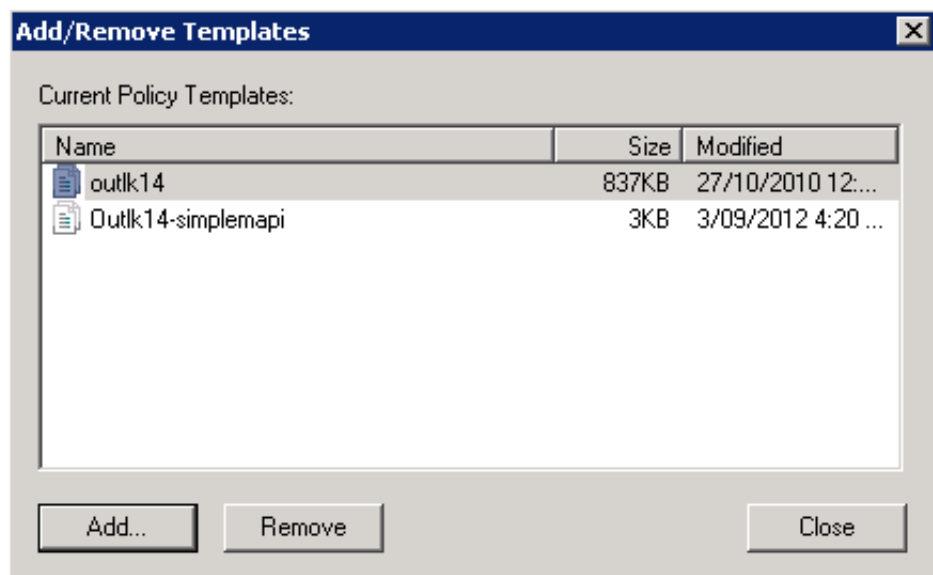 Add/Remove Templates
Current Policy Templates:
Name Size Modified
outlk14 837KB 27/10/2010 12:...
Outlk14-simplemapi 3KB 3/09/2012 4:20 ...
Add... Remove Close